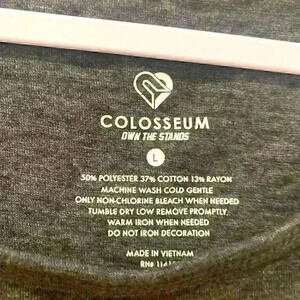 COLOSSEUM
OWN THE STANDS
L
50% POLYESTER 37% COTTON 13% RAYON
MACHINE WASH COLD GENTLE
ONLY NON-CHLORINE BLEACH WHEN NEEDED
TUMBLE DRY LOW REMOVE PROMPTLY.
WARM IRON WHEN NEEDED
DO NOT IRON DECORATION
MADE IN VIETNAM
RN#